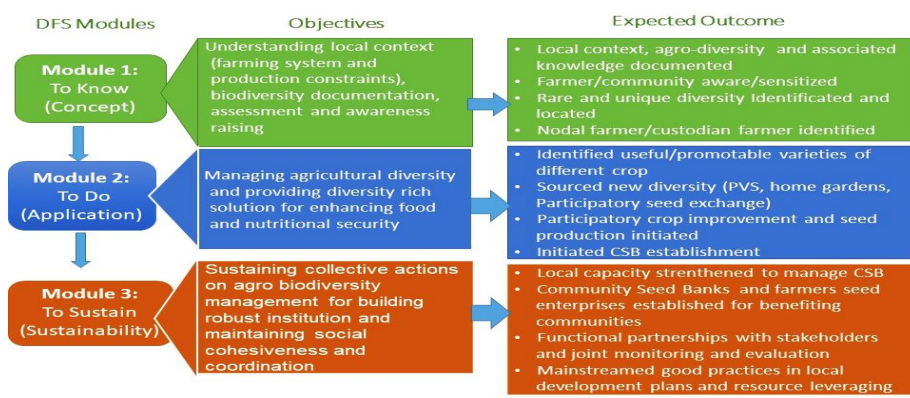 DFS Modules
Objectives
Expected Outcome
Module 1:
To Know
(Concept)
Understanding local context
(farming system and
production constraints),
biodiversity documentation,
assessment and awareness
raising
• Local context, agro-diversity and associated
knowledge documented
• Farmer/community aware/sensitized
• Rare and unique diversity Identificated and
located
• Nodal farmer/custodian farmer identified
Module 2:
To Do
(Application)
Managing agricultural diversity
and providing diversity rich
solution for enhancing food
and nutritional security
• Identified useful/promotable varieties of
different crop
• Sourced new diversity (PVS, home gardens,
Participatory seed exchange)
• Participatory crop improvement and seed
production initiated
• Initiated CSB establishment
Module 3:
To Sustain
(Sustainability)
Sustaining collective actions
on agro biodiversity
management for building
robust institution and
maintaining social
cohesiveness and
coordination
• Local capacity strenthened to manage CSB
• Community Seed Banks and farmers seed
enterprises established for benefiting
communities
• Functional partnerships with stakeholders
and joint monitoring and evaluation
• Mainstreamed good practices in local
development plans and resource leveraging